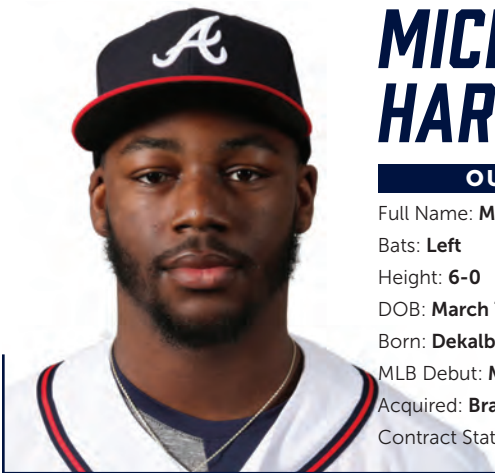 A
MIC
HAR
OU
Full Name: M
Bats: Left
Height: 6-0
DOB: March
Born: Dekalb
MLB Debut: M
Acquired: Bra
Contract Stat